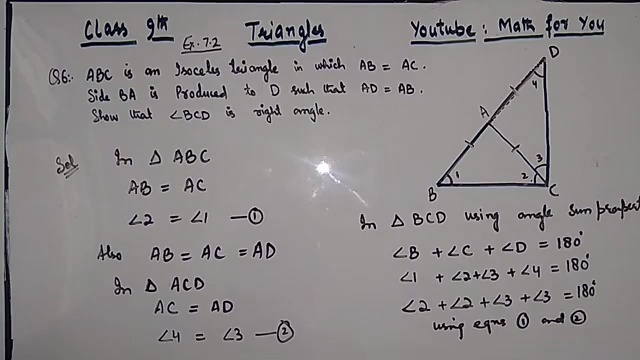 Class 9th Triangles Youtube : Math for You
Ex. 7.2
Q6:- ABC is an Isoceles triangle in which AB = AC.
Side BA is Produced to D such that AD = AB.
Show that ∠BCD is right angle.
D
4
A
3
1
2
B
C
Sol
In △ ABC
AB = AC
∠2 = ∠1 — ①
Also AB = AC = AD
In △ ACD
AC = AD
∠4 = ∠3 — ②
In △ BCD using angle sum propert
∠B + ∠C + ∠D = 180°
∠1 + ∠2+∠3 + ∠4 = 180°
∠2 + ∠2 + ∠3 + ∠3 = 180°
using eqns ① and ②